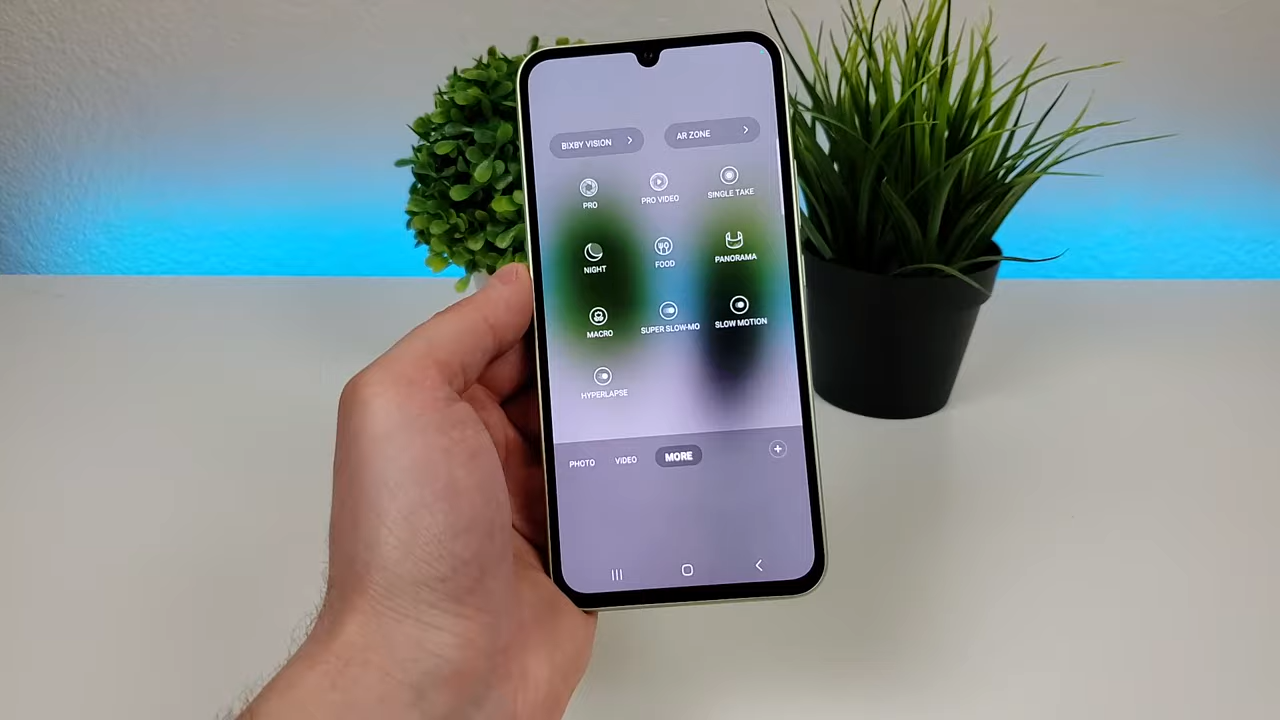 BIXBY VISION
AR ZONE
PRO
PRO VIDEO
SINGLE TAKE
NIGHT
FOOD
PANORAMA
MACRO
SUPER SLOW-MO
SLOW MOTION
HYPERLAPSE
PHOTO
VIDEO
MORE